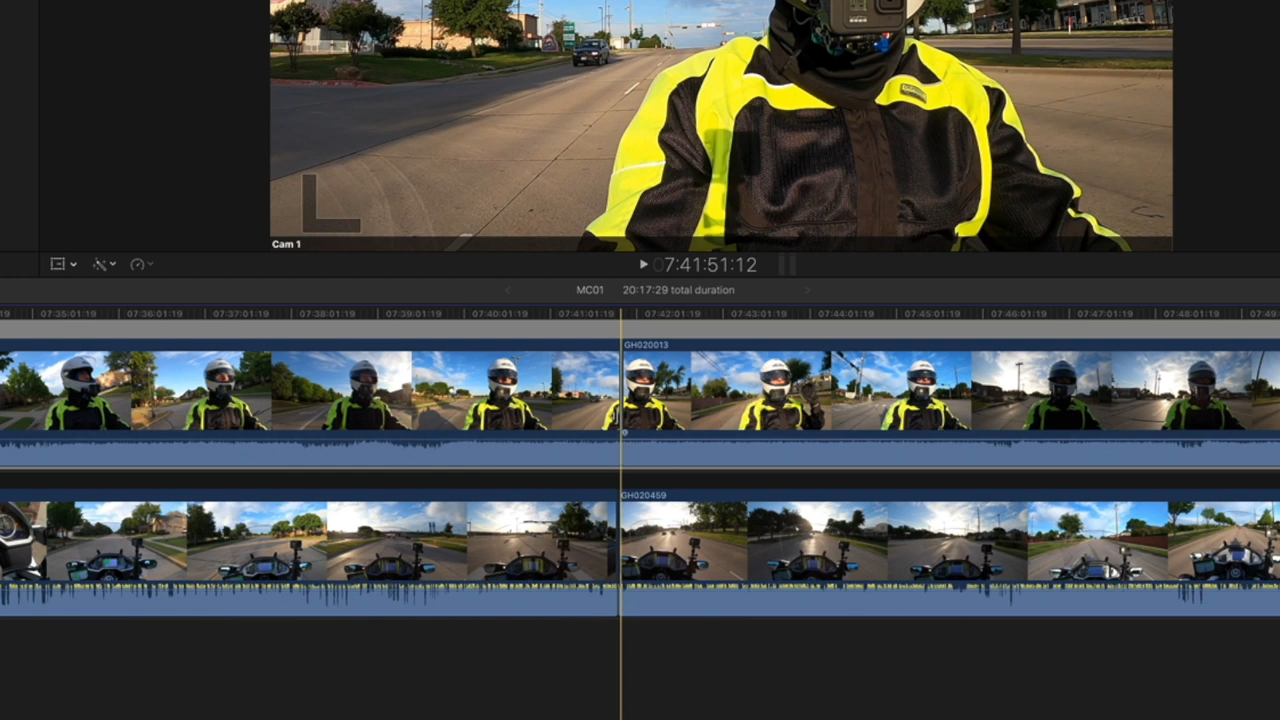 L
Cam 1
07:41:51:12
MC01 20:17:29 total duration
07:35:01:19 07:36:01:19 07:37:01:19 07:38:01:19 07:39:01:19 07:40:01:19 07:41:01:19 07:42:01:19 07:43:01:19 07:44:01:19 07:45:01:19 07:46:01:19 07:47:01:19 07:48:01:19 07:49
GH020013
GH020459